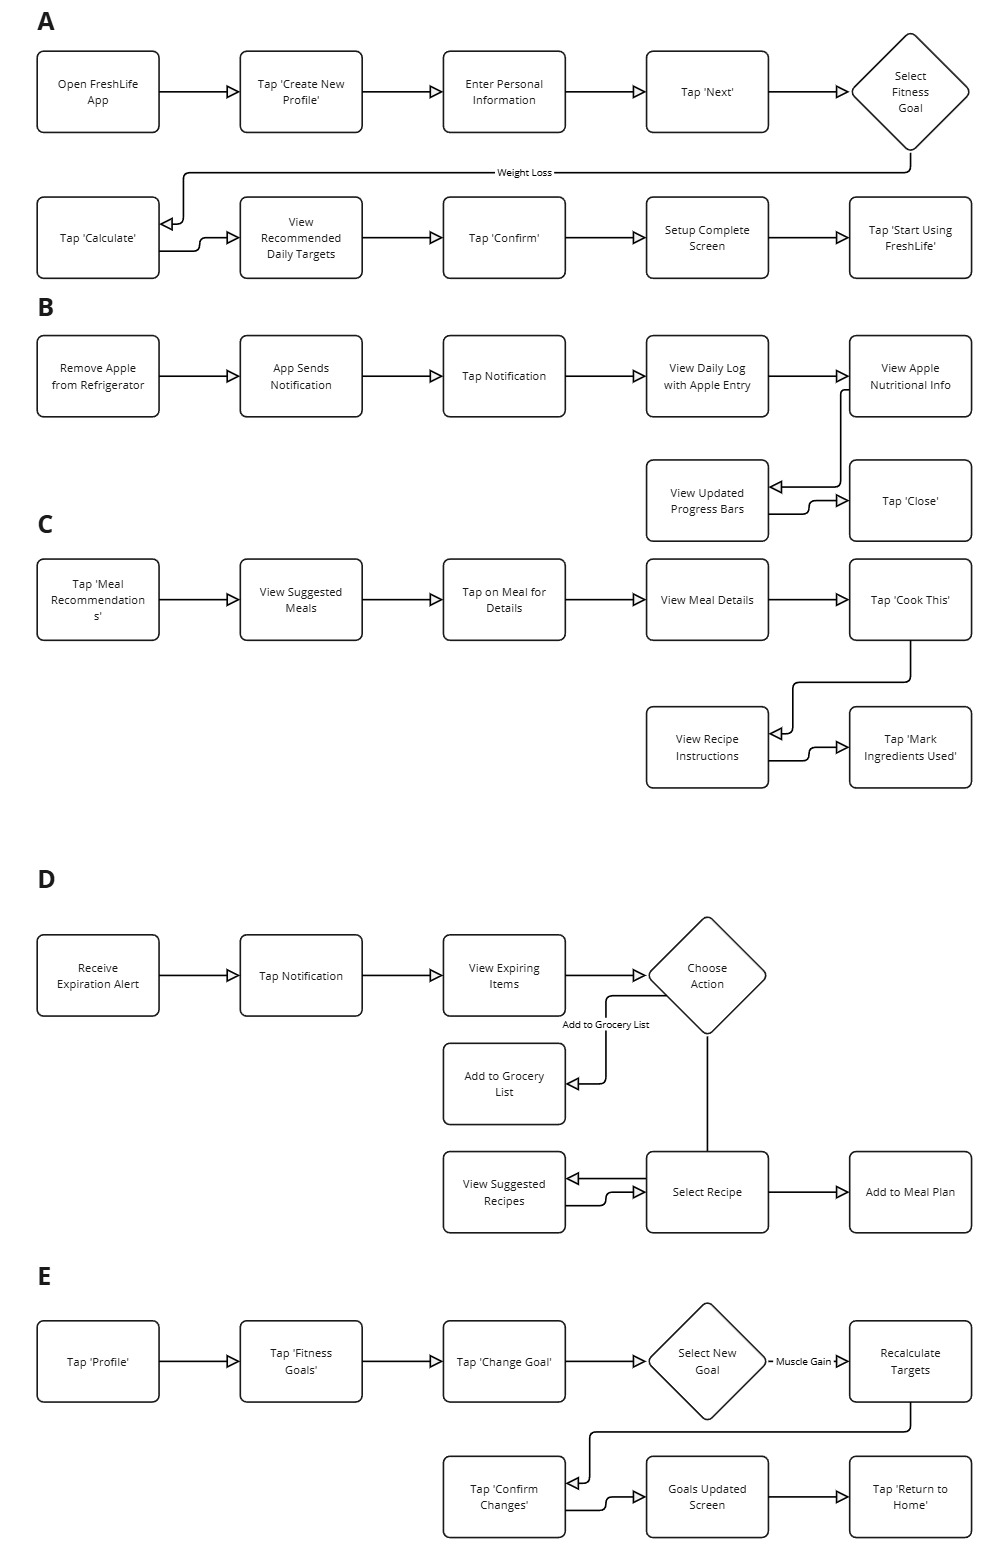 A
Open FreshLife
App
Tap 'Create New
Profile'
Enter Personal
Information
Tap 'Next'
Select
Fitness
Goal
Weight Loss
Tap 'Calculate'
View
Recommended
Daily Targets
Tap 'Confirm'
Setup Complete
Screen
Tap 'Start Using
FreshLife'
B
Remove Apple
from Refrigerator
App Sends
Notification
Tap Notification
View Daily Log
with Apple Entry
View Apple
Nutritional Info
View Updated
Progress Bars
Tap 'Close'
C
Tap 'Meal
Recommendation
s'
View Suggested
Meals
Tap on Meal for
Details
View Meal Details
Tap 'Cook This'
View Recipe
Instructions
Tap 'Mark
Ingredients Used'
D
Receive
Expiration Alert
Tap Notification
View Expiring
Items
Choose
Action
Add to Grocery List
Add to Grocery
List
View Suggested
Recipes
Select Recipe
Add to Meal Plan
E
Tap 'Profile'
Tap 'Fitness
Goals'
Tap 'Change Goal'
Select New
Goal
Muscle Gain
Recalculate
Targets
Tap 'Confirm
Changes'
Goals Updated
Screen
Tap 'Return to
Home'